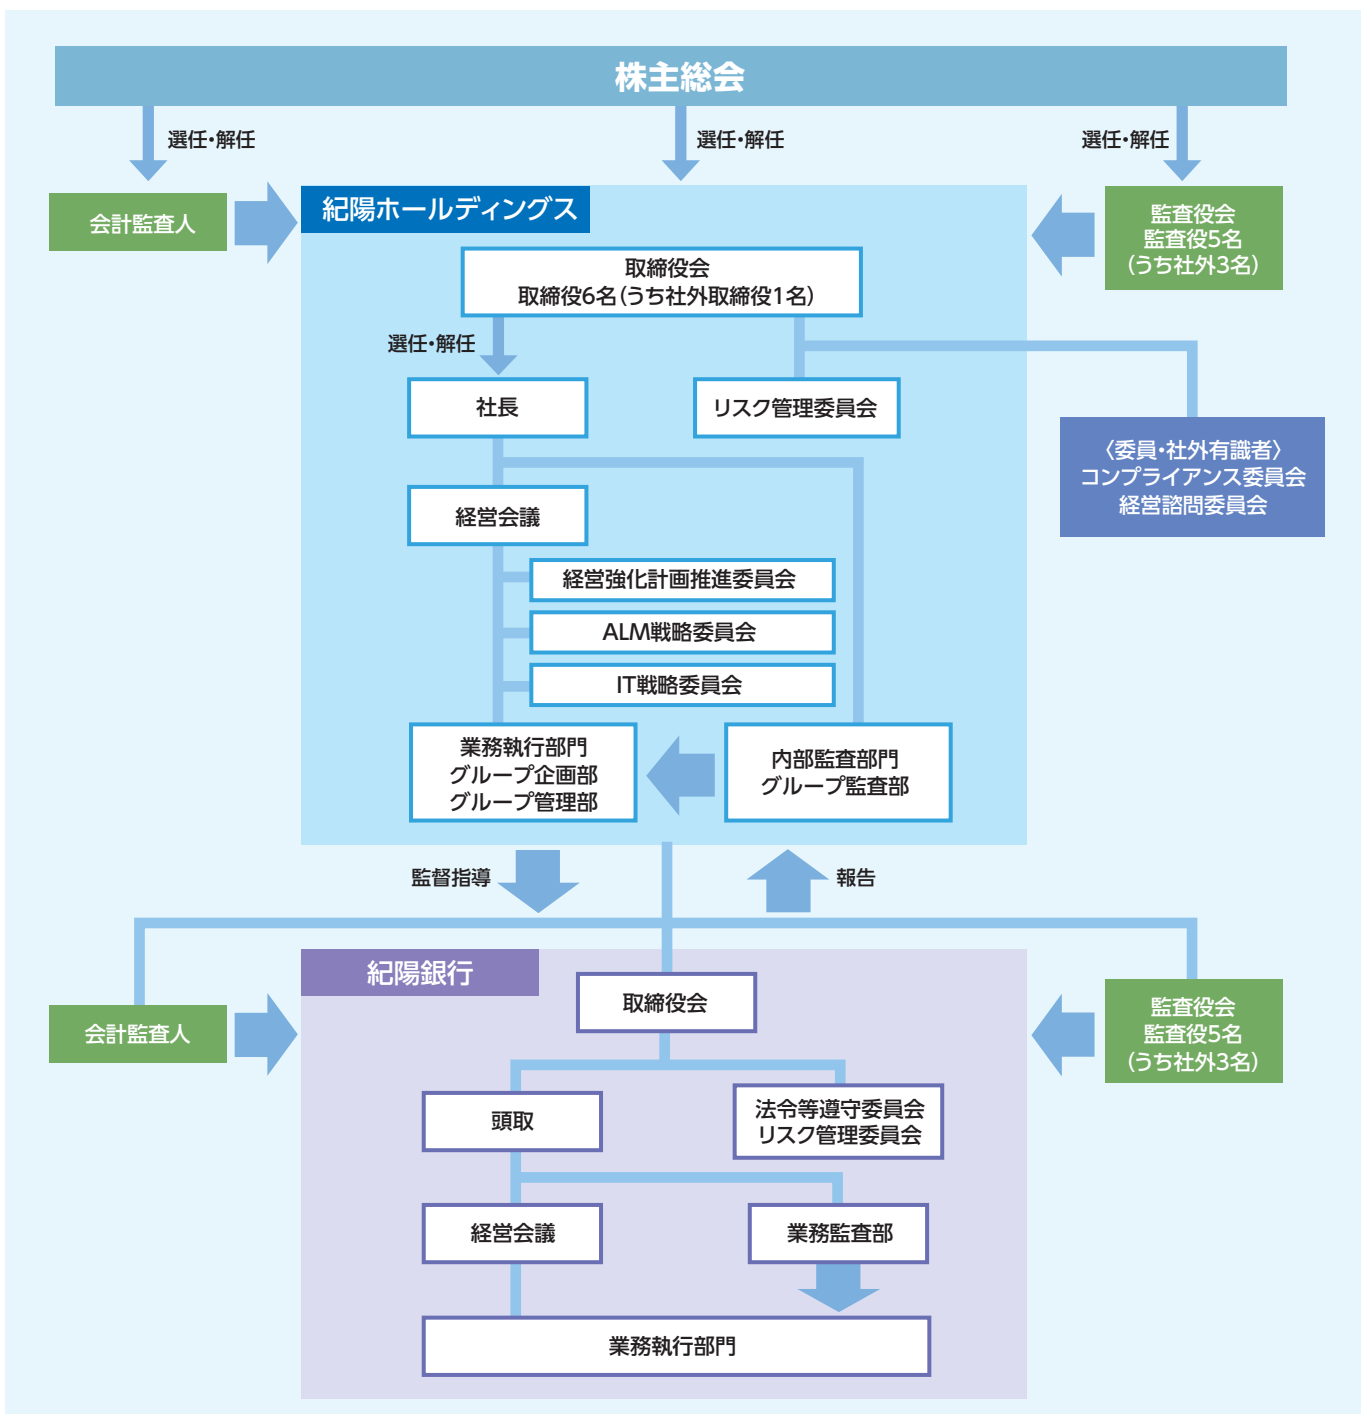 株主総会
選任・解任
選任・解任
選任・解任
会計監査人
紀陽ホールディングス
監査役会
監査役5名
（うち社外3名）
取締役会
取締役6名（うち社外取締役1名）
選任・解任
社長
リスク管理委員会
〈委員・社外有識者〉
コンプライアンス委員会
経営諮問委員会
経営会議
経営強化計画推進委員会
ALM戦略委員会
IT戦略委員会
業務執行部門
グループ企画部
グループ管理部
内部監査部門
グループ監査部
監督指導
報告
紀陽銀行
取締役会
会計監査人
監査役会
監査役5名
（うち社外3名）
頭取
法令等遵守委員会
リスク管理委員会
経営会議
業務監査部
業務執行部門